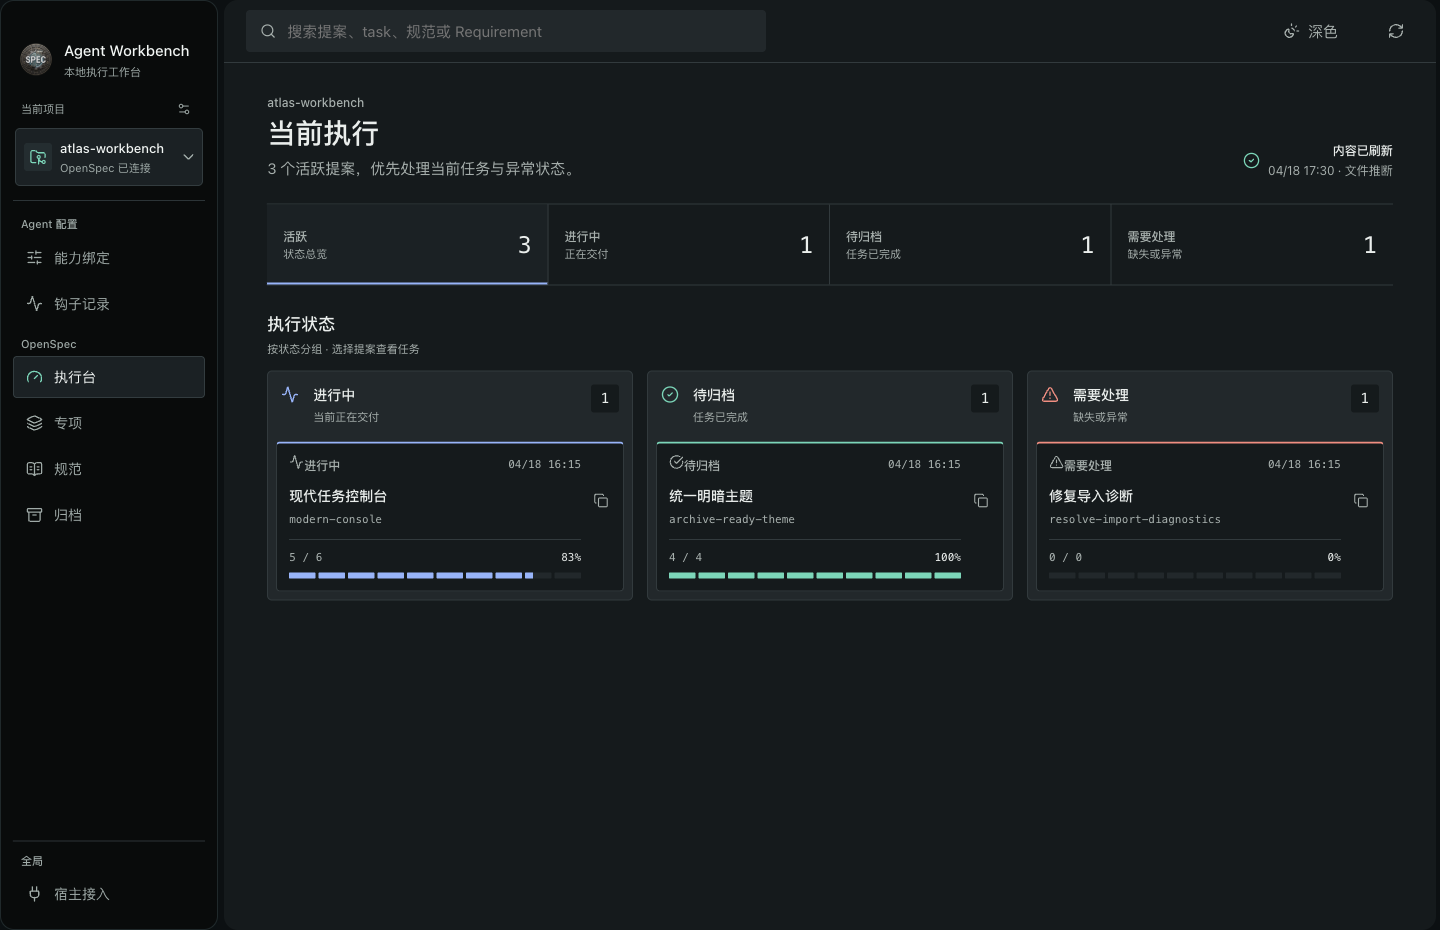 SPEC
Agent Workbench
本地执行工作台
当前项目
atlas-workbench
OpenSpec 已连接
Agent 配置
能力绑定
钩子记录
OpenSpec
执行台
专项
规范
归档
全局
宿主接入
搜索提案、task、规范或 Requirement
深色
atlas-workbench
当前执行
3 个活跃提案，优先处理当前任务与异常状态。
内容已刷新
04/18 17:30 · 文件推断
活跃
状态总览
3
进行中
正在交付
1
待归档
任务已完成
1
需要处理
缺失或异常
1
执行状态
按状态分组 · 选择提案查看任务
进行中
当前正在交付
1
进行中 04/18 16:15
现代任务控制台
modern-console
5 / 6 83%
待归档
任务已完成
1
待归档 04/18 16:15
统一明暗主题
archive-ready-theme
4 / 4 100%
需要处理
缺失或异常
1
需要处理 04/18 16:15
修复导入诊断
resolve-import-diagnostics
0 / 0 0%